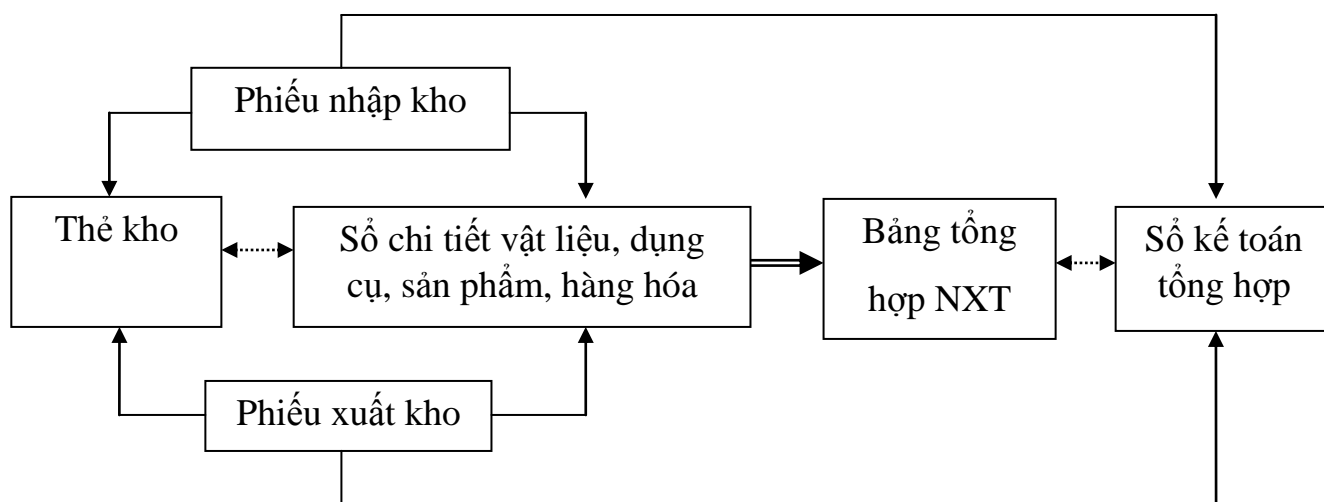 Phiếu nhập kho
Thẻ kho
Sổ chi tiết vật liệu, dụng
cụ, sản phẩm, hàng hóa
Bảng tổng
hợp NXT
Sổ kế toán
tổng hợp
Phiếu xuất kho